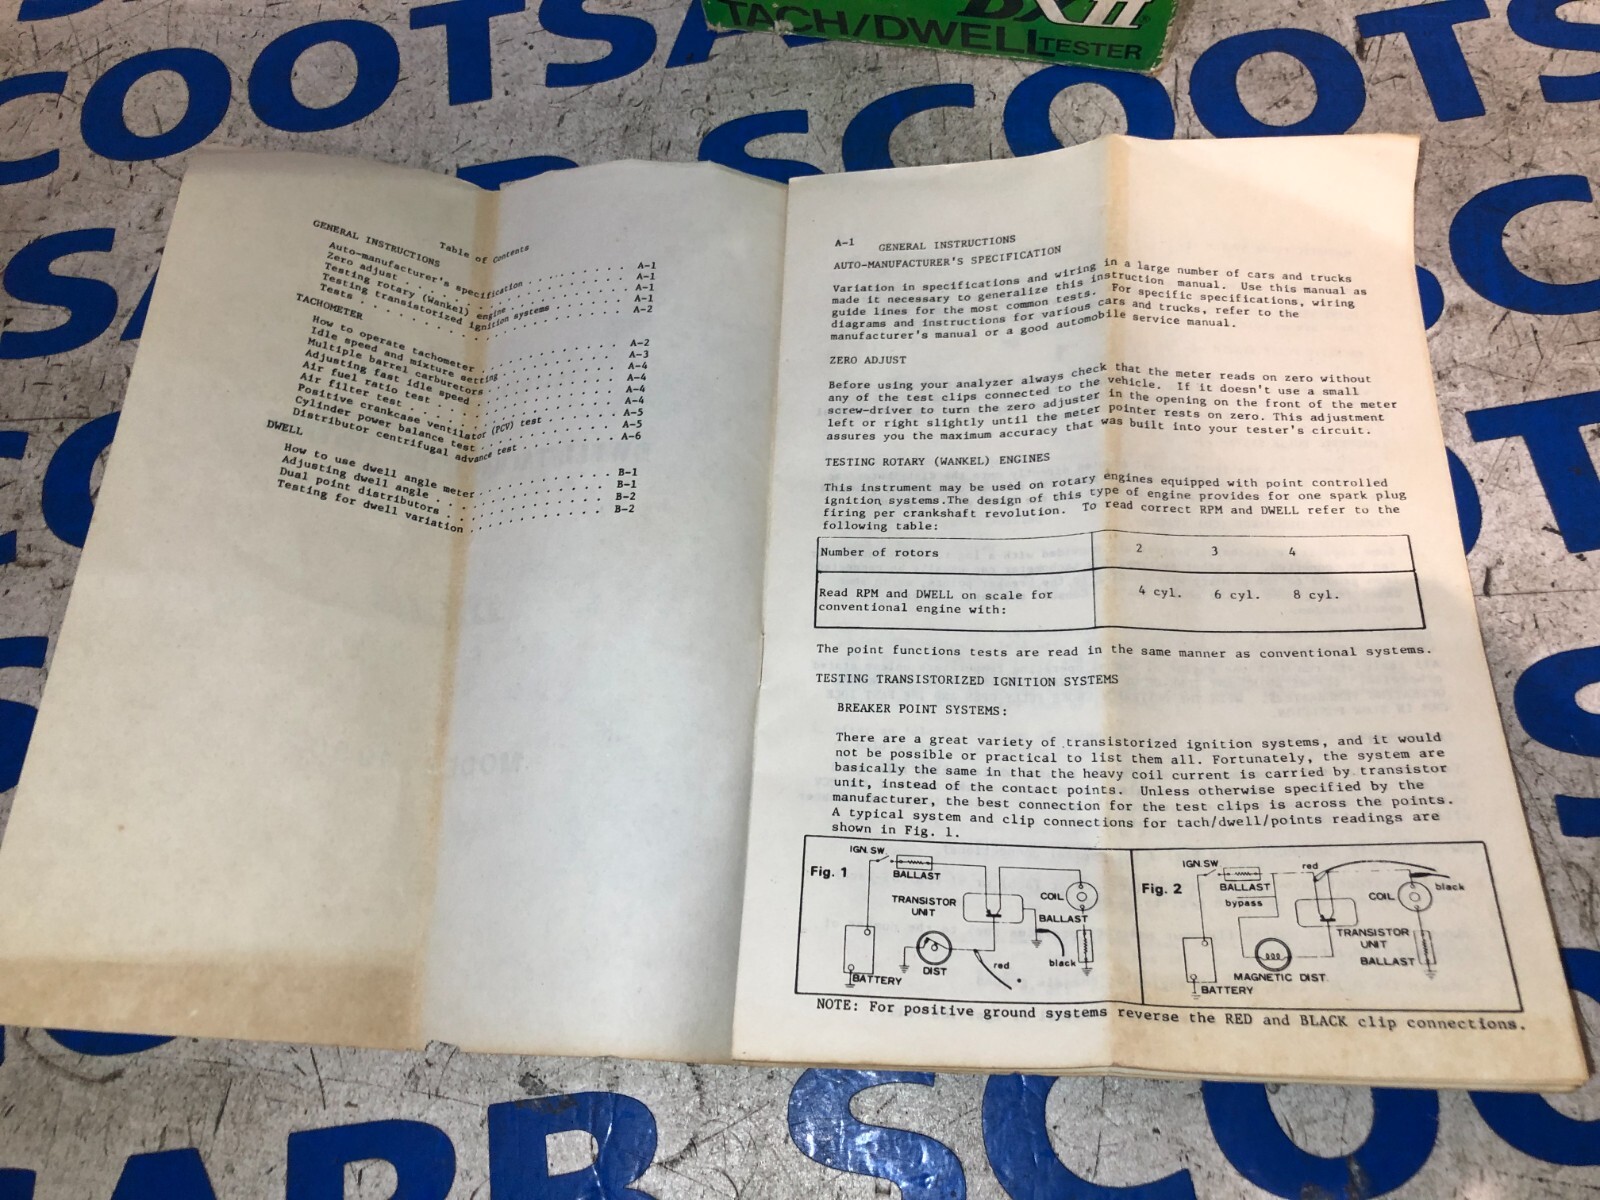 SCOOTSA
BXII
TACH/DWELL TESTER
SCOOTS
Table of Contents
GENERAL INSTRUCTIONS
Auto-manufacturer's specification . . . . . . . . A-1
Zero adjust . . . . . . . . A-1
Testing rotary (Wankel) engine . . . . . . . . A-1
Testing transistorized ignition systems . . . . . . . . A-1
Tests . . . . . . . . A-2
TACHOMETER
How to operate tachometer . . . . . . . . A-2
Idle speed and mixture setting . . . . . . . . A-3
Multiple barrel carburetors . . . . . . . . A-4
Adjusting fast idle speed . . . . . . . . A-4
Air fuel ratio test . . . . . . . . A-4
Air filter test . . . . . . . . A-4
Positive crankcase ventilator (PCV) test . . . . . . . . A-5
Cylinder power balance test . . . . . . . . A-5
Distributor centrifugal advance test . . . . . . . . A-6
DWELL
How to use dwell angle meter . . . . . . . . B-1
Adjusting dwell angle . . . . . . . . B-1
Dual point distributors . . . . . . . . B-2
Testing for dwell variation . . . . . . . . B-2
A-1 GENERAL INSTRUCTIONS
AUTO-MANUFACTURER'S SPECIFICATION
Variation in specifications and wiring in a large number of cars and trucks
made it necessary to generalize this instruction manual. Use this manual as
guide lines for the most common tests. For specific specifications, wiring
diagrams and instructions for various cars and trucks, refer to the
manufacturer's manual or a good automobile service manual.
ZERO ADJUST
Before using your analyzer always check that the meter reads on zero without
any of the test clips connected to the vehicle. If it doesn't use a small
screw-driver to turn the zero adjuster in the opening on the front of the meter
left or right slightly until the meter pointer rests on zero. This adjustment
assures you the maximum accuracy that was built into your tester's circuit.
TESTING ROTARY (WANKEL) ENGINES
This instrument may be used on rotary engines equipped with point controlled
ignition systems.The design of this type of engine provides for one spark plug
firing per crankshaft revolution. To read correct RPM and DWELL refer to the
following table:
Number of rotors 2 3 4
Read RPM and DWELL on scale for 4 cyl. 6 cyl. 8 cyl.
conventional engine with:
The point functions tests are read in the same manner as conventional systems.
TESTING TRANSISTORIZED IGNITION SYSTEMS
BREAKER POINT SYSTEMS:
There are a great variety of transistorized ignition systems, and it would
not be possible or practical to list them all. Fortunately, the system are
basically the same in that the heavy coil current is carried by transistor
unit, instead of the contact points. Unless otherwise specified by the
manufacturer, the best connection for the test clips is across the points.
A typical system and clip connections for tach/dwell/points readings are
shown in Fig. 1.
Fig. 1
IGN. SW.
BALLAST
TRANSISTOR
UNIT
COIL
BALLAST
DIST
red
black
BATTERY
Fig. 2
IGN. SW
BALLAST
bypass
red
COIL
black
TRANSISTOR
UNIT
BALLAST
MAGNETIC DIST.
BATTERY
NOTE: For positive ground systems reverse the RED and BLACK clip connections.